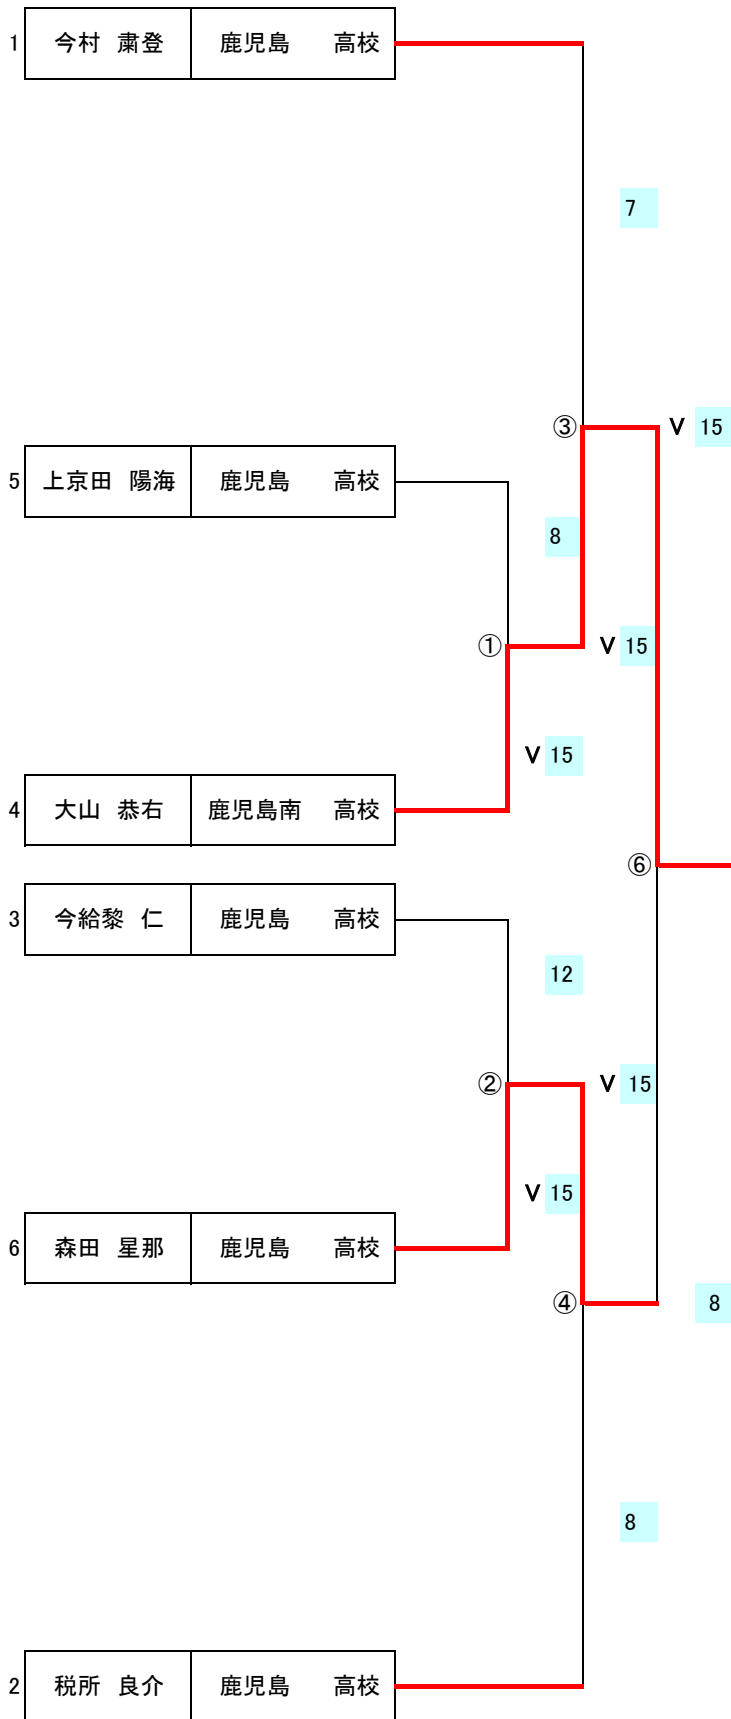 1 今村 粛登 鹿児島 高校
7
③ V 15
5 上京田 陽海 鹿児島 高校
8
① V 15
V 15
4 大山 恭右 鹿児島南 高校
⑥
3 今給黎 仁 鹿児島 高校
12
② V 15
V 15
6 森田 星那 鹿児島 高校
④ 8
8
2 税所 良介 鹿児島 高校